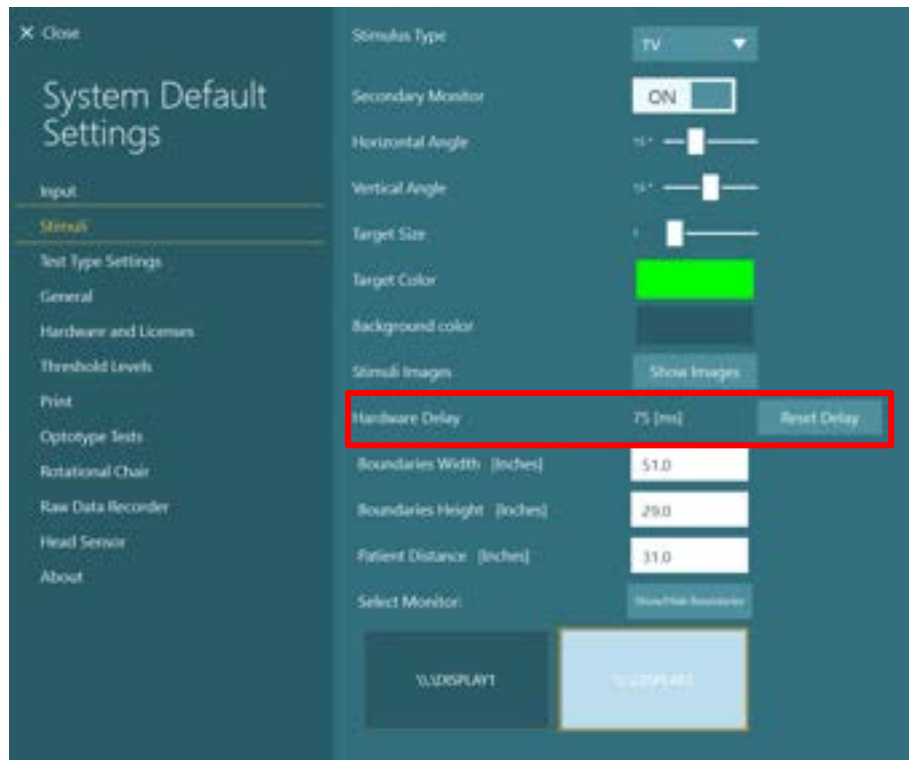 X Close
System Default
Settings
Input
Stimuli
Test Type Settings
General
Hardware and Licenses
Threshold Levels
Print
Optotype Tests
Rotational Chair
Raw Data Recorder
Head Sensor
About
Stimulus Type
TV
Secondary Monitor
ON
Horizontal Angle
Vertical Angle
Target Size
Target Color
Background color
Stimuli Images
Show Images
Hardware Delay 75 [ms] Reset Delay
Boundaries Width [Inches] 51.0
Boundaries Height [Inches] 29.0
Patient Distance [Inches] 31.0
Select Monitor:
Show/Hide Boundaries
\\.\DISPLAY1